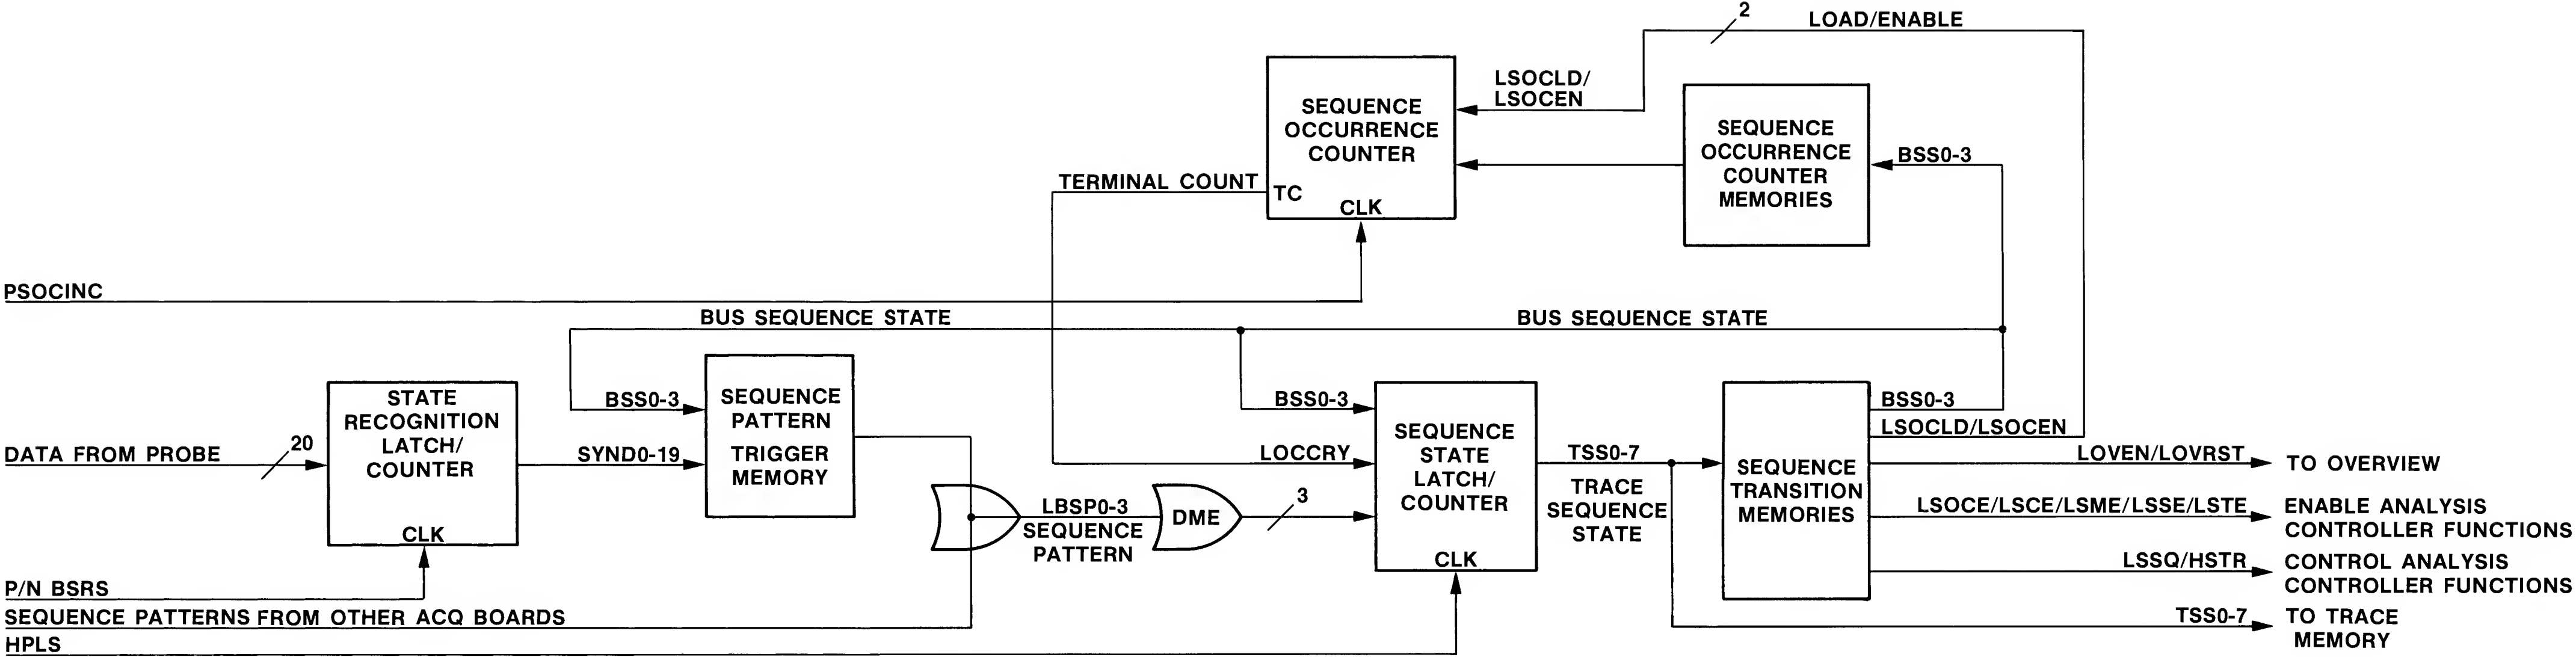 2
LOAD/ENABLE
LSOCLD/
LSOCEN
SEQUENCE
OCCURRENCE
COUNTER
TC
CLK
SEQUENCE
OCCURRENCE
COUNTER
MEMORIES
BSS0-3
TERMINAL COUNT
PSOCINC
BUS SEQUENCE STATE
BUS SEQUENCE STATE
DATA FROM PROBE
20
STATE
RECOGNITION
LATCH/
COUNTER
CLK
BSS0-3
SYND0-19
SEQUENCE
PATTERN
TRIGGER
MEMORY
LBSP0-3
SEQUENCE
PATTERN
DME
3
BSS0-3
LOCCRY
SEQUENCE
STATE
LATCH/
COUNTER
CLK
TSS0-7
TRACE
SEQUENCE
STATE
SEQUENCE
TRANSITION
MEMORIES
BSS0-3
LSOCLD/LSOCEN
LOVEN/LOVRST
TO OVERVIEW
LSOCE/LSCE/LSME/LSSE/LSTE
ENABLE ANALYSIS
CONTROLLER FUNCTIONS
LSSQ/HSTR
CONTROL ANALYSIS
CONTROLLER FUNCTIONS
TSS0-7
TO TRACE
MEMORY
P/N BSRS
SEQUENCE PATTERNS FROM OTHER ACQ BOARDS
HPLS